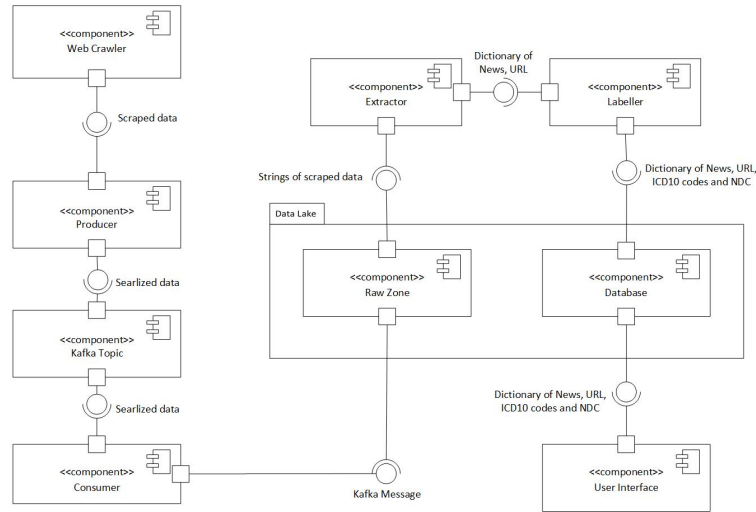 <<component>>
Web Crawler
Scraped data
<<component>>
Producer
Searlized data
<<component>>
Kafka Topic
Searlized data
<<component>>
Consumer
Kafka Message
<<component>>
Extractor
Dictionary of
News, URL
<<component>>
Labeller
Strings of scraped data
Dictionary of News, URL,
ICD10 codes and NDC
Data Lake
<<component>>
Raw Zone
<<component>>
Database
Dictionary of News, URL,
ICD10 codes and NDC
<<component>>
User Interface